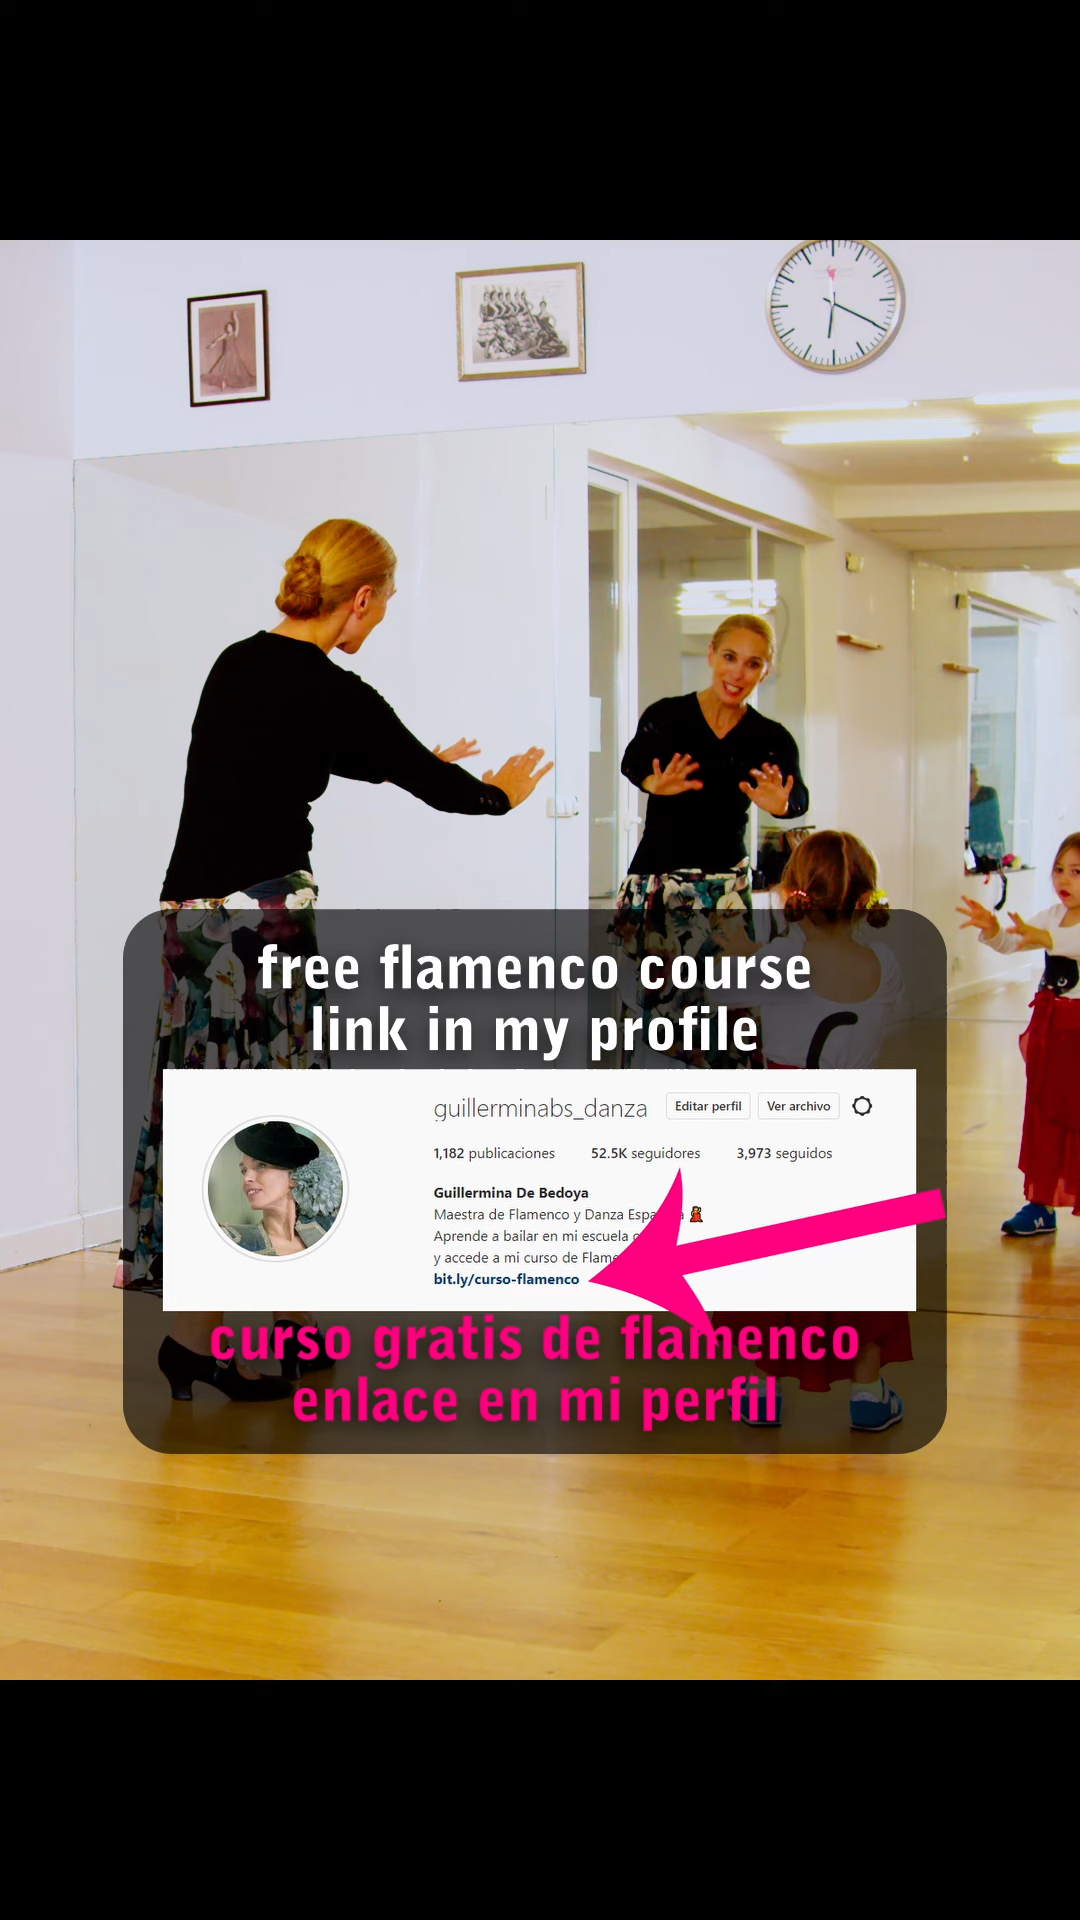 free flamenco course
link in my profile
guillerminabs_danza Editar perfil Ver archivo
1,182 publicaciones 52.5K seguidores 3,973 seguidos
Guillermina De Bedoya
Maestra de Flamenco y Danza
Aprende a bailar en mi escuela
y accede a mi curso de
bit.ly/curso-flamenco
curso gratis de flamenco
enlace en mi perfil